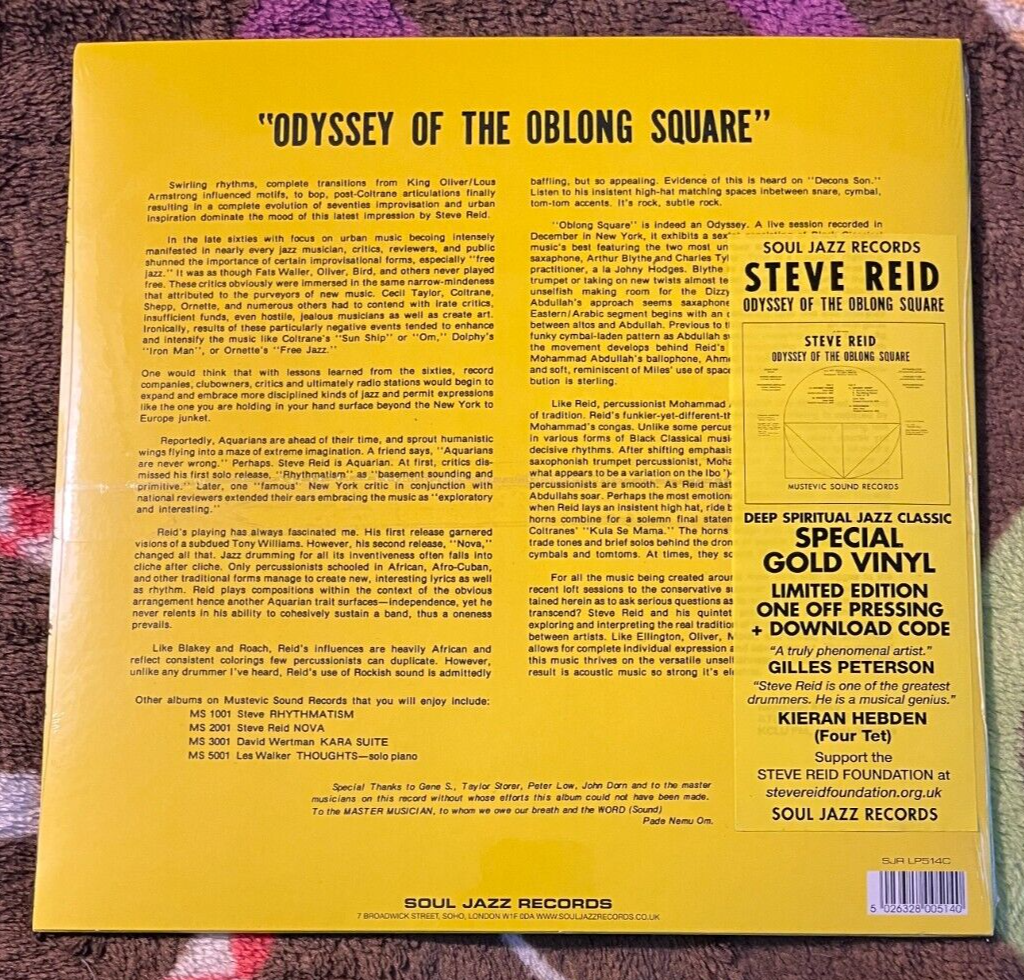 "ODYSSEY OF THE OBLONG SQUARE"
Swirling rhythms, complete transitions from King Oliver/Lous
Armstrong influenced motifs, to bop, post-Coltrane articulations finally
resulting in a complete evolution of seventies improvisation and urban
inspiration dominate the mood of this latest impression by Steve Reid.
In the late sixties with focus on urban music becoing intensely
manifested in nearly every jazz musician, critics, reviewers, and public
shunned the importance of certain improvisational forms, especially "free
jazz." It was as though Fats Waller, Oliver, Bird, and others never played
free. These critics obviously were immersed in the same narrow-mindeness
that attributed to the purveyors of new music. Cecil Taylor, Coltrane,
Shepp, Ornette, and numerous others had to contend with irate critics,
insufficient funds, even hostile, jealous musicians as well as create art.
Ironically, results of these particularly negative events tended to enhance
and intensify the music like Coltrane's "Sun Ship" or "Om," Dolphy's
"Iron Man", or Ornette's "Free Jazz."
One would think that with lessons learned from the sixties, record
companies, clubowners, critics and ultimately radio stations would begin to
expand and embrace more disciplined kinds of jazz and permit expressions
like the one you are holding in your hand surface beyond the New York to
Europe junket.
Reportedly, Aquarians are ahead of their time, and sprout humanistic
wings flying into a maze of extreme imagination. A friend says, "Aquarians
are never wrong." Perhaps. Steve Reid is Aquarian. At first, critics dis-
missed his first solo release, "Rhythmatism" as "basement sounding and
primitive." Later, one "famous" New York critic in conjunction with
national reviewers extended their ears embracing the music as "exploratory
and interesting."
Reid's playing has always fascinated me. His first release garnered
visions of a subdued Tony Williams. However, his second release, "Nova,"
changed all that. Jazz drumming for all its inventiveness often falls into
cliche after cliche. Only percussionists schooled in African, Afro-Cuban,
and other traditional forms manage to create new, interesting lyrics as well
as rhythm. Reid plays compositions within the context of the obvious
arrangement hence another Aquarian trait surfaces—independence, yet he
never relents in his ability to cohesively sustain a band, thus a oneness
prevails.
Like Blakey and Roach, Reid's influences are heavily African and
reflect consistent colorings few percussionists can duplicate. However,
unlike any drummer I've heard, Reid's use of Rockish sound is admittedly
baffling, but so appealing. Evidence of this is heard on "Decons Son."
Listen to his insistent high-hat matching spaces inbetween snare, cymbal,
tom-tom accents. It's rock, subtle rock.
"Oblong Square" is indeed an Odyssey. A live session recorded in
December in New York, it exhibits a
music's best featuring the two most un
saxophone, Arthur Blythe and Charles Tyl
practitioner, a la Johny Hodges. Blythe
trumpet or taking on new twists almost te
unselfish making room for the Dizzy
Abdullah's approach seems saxophone
Eastern/Arabic segment begins with an
between altos and Abdullah. Previous to t
funky cymbal-laden pattern as Abdullah s
the movement develops behind Reid's
Mohammad Abdullah's ballophone, Ahm
and soft, reminiscent of Miles' use of space
bution is sterling.
Like Reid, percussionist Mohammad
of tradition. Reid's funkier-yet-different-th
Mohammad's congas. Unlike some percus
in various forms of Black Classical musi
decisive rhythms. After shifting emphasis
saxophonish trumpet percussionist, Moha
what appears to be a variation on the Ibo
percussionists are smooth. As Reid mast
Abdullahs soar. Perhaps the most emotion
when Reid lays an insistent high hat, ride b
horns combine for a solemn final staten
Coltranes' "Kula Se Mama." The horns
trade tones and brief solos behind the dron
cymbals and tomtoms. At times, they sc
For all the music being created arour
recent loft sessions to the conservative
tained herein as to ask serious questions as
transcend? Steve Reid and his quintet
exploring and interpreting the real tradition
between artists. Like Ellington, Oliver, M
allows for complete individual expression
this music thrives on the versatile unself
result is acoustic music so strong it's
Other albums on Mustevic Sound Records that you will enjoy include:
MS 1001 Steve RHYTHMATISM
MS 2001 Steve Reid NOVA
MS 3001 David Wertman KARA SUITE
MS 5001 Les Walker THOUGHTS—solo piano
Special Thanks to Gene S., Taylor Storer, Peter Low, John Dorn and to the master
musicians on this record without whose efforts this album could not have been made.
To the MASTER MUSICIAN, to whom we owe our breath and the WORD (Sound)
Pade Nemu Om.
SOUL JAZZ RECORDS
STEVE REID
ODYSSEY OF THE OBLONG SQUARE
STEVE REID
ODYSSEY OF THE OBLONG SQUARE
MUSTEVIC SOUND RECORDS
DEEP SPIRITUAL JAZZ CLASSIC
SPECIAL
GOLD VINYL
LIMITED EDITION
ONE OFF PRESSING
+ DOWNLOAD CODE
"A truly phenomenal artist."
GILLES PETERSON
"Steve Reid is one of the greatest
drummers. He is a musical genius."
KIERAN HEBDEN
(Four Tet)
Support the
STEVE REID FOUNDATION at
stevereidfoundation.org.uk
SOUL JAZZ RECORDS
SJR LP514C
5 026328 005140
SOUL JAZZ RECORDS
7 BROADWICK STREET, SOHO, LONDON W1F 0DA WWW.SOULJAZZRECORDS.CO.UK